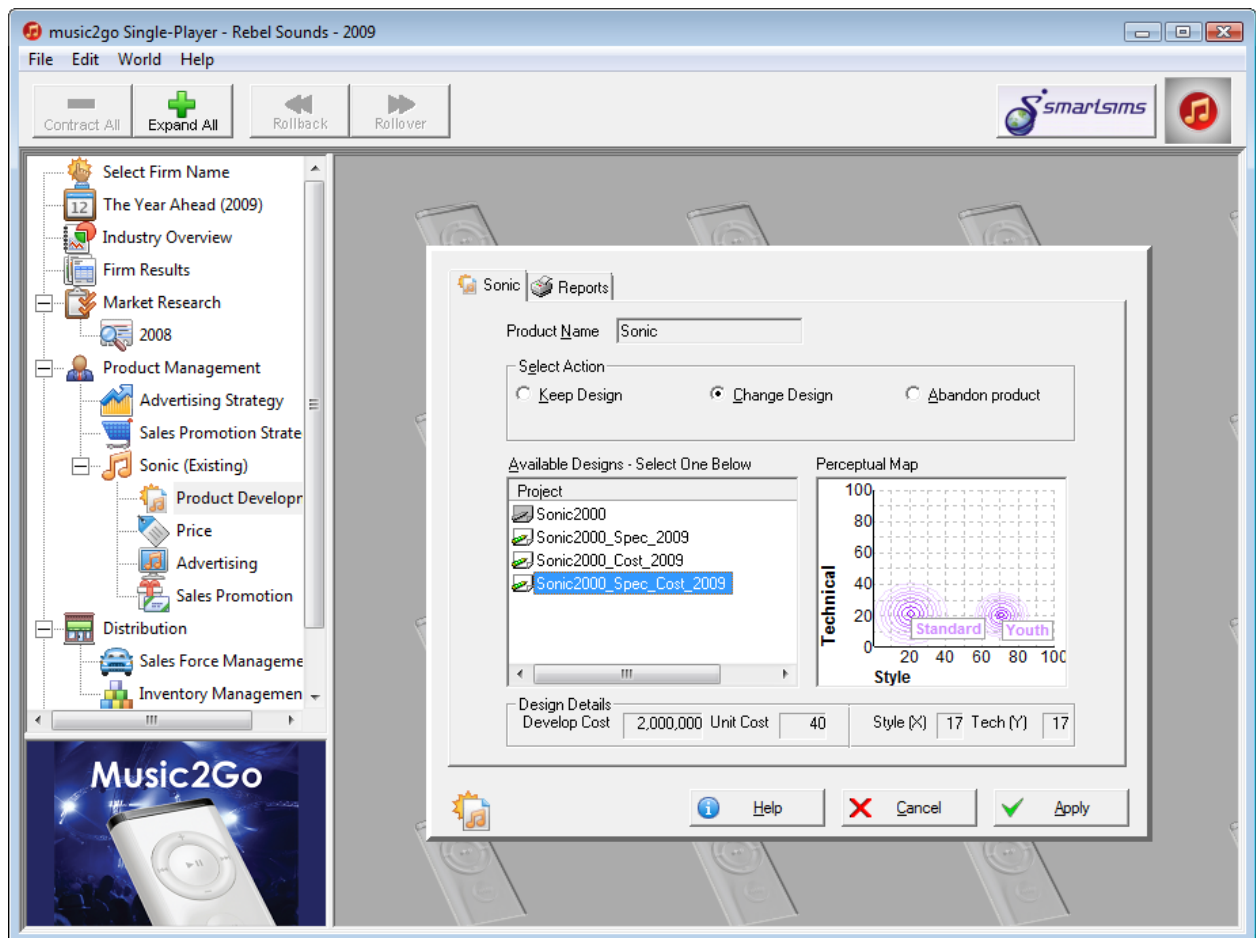 music2go Single-Player - Rebel Sounds - 2009
File Edit World Help
Contract All Expand All Rollback Rollover
smartsims
Select Firm Name
12 The Year Ahead (2009)
Industry Overview
Firm Results
Market Research
2008
Product Management
Advertising Strategy
Sales Promotion Strate
Sonic (Existing)
Product Developr
Price
Advertising
Sales Promotion
Distribution
Sales Force Manageme
Inventory Managemen
Music2Go
Sonic Reports
Product Name Sonic
Select Action
Keep Design Change Design Abandon product
Available Designs - Select One Below
Project
Sonic2000
Sonic2000_Spec_2009
Sonic2000_Cost_2009
Sonic2000_Spec_Cost_2009
Perceptual Map
100
80
60
40
20
0
Technical
Standard Youth
20 40 60 80 100
Style
Design Details
Develop Cost 2,000,000 Unit Cost 40 Style (X) 17 Tech (Y) 17
Help Cancel Apply